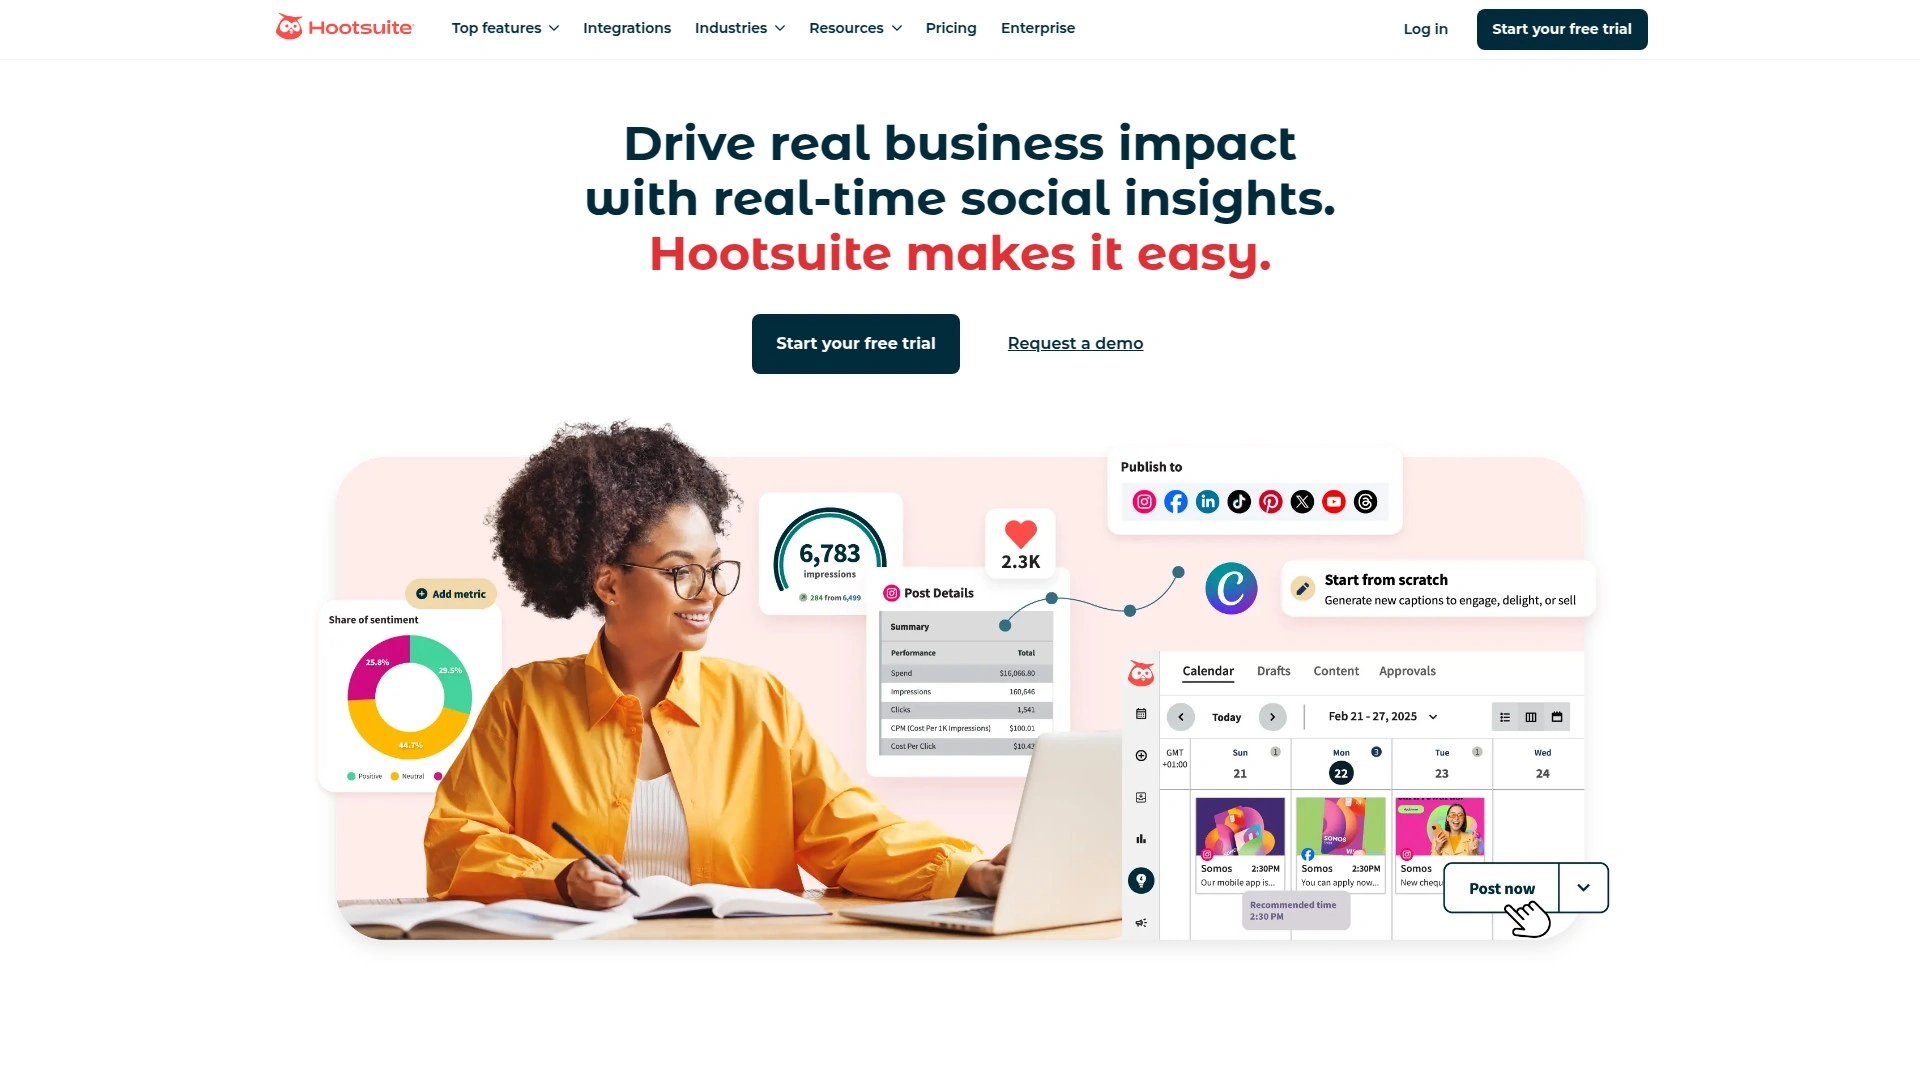 Hootsuite
Top features
Integrations
Industries
Resources
Pricing
Enterprise
Log in
Start your free trial
Drive real business impact
with real-time social insights.
Hootsuite makes it easy.
Start your free trial
Request a demo
Publish to
6,783
impressions
284 from 6,499
2.3K
Start from scratch
Generate new captions to engage, delight, or sell
Add metric
Share of sentiment
25.8%
29.5%
44.7%
Positive
Neutral
Post Details
Summary
Performance Total
Spend $16,066.80
Impressions 160,646
Clicks 1,541
CPM (Cost Per 1K Impressions) $100.01
Cost Per Click $10.43
Calendar
Drafts
Content
Approvals
Today
Feb 21 - 27, 2025
GMT
+01:00
Sun 1
21
Mon 3
22
Tue 1
23
Wed
24
SOMOS
Somos 2:30PM
Our mobile app is...
Somos 2:30PM
You can apply now...
Somos
New chequ
Recommended time
2:30 PM
Post now